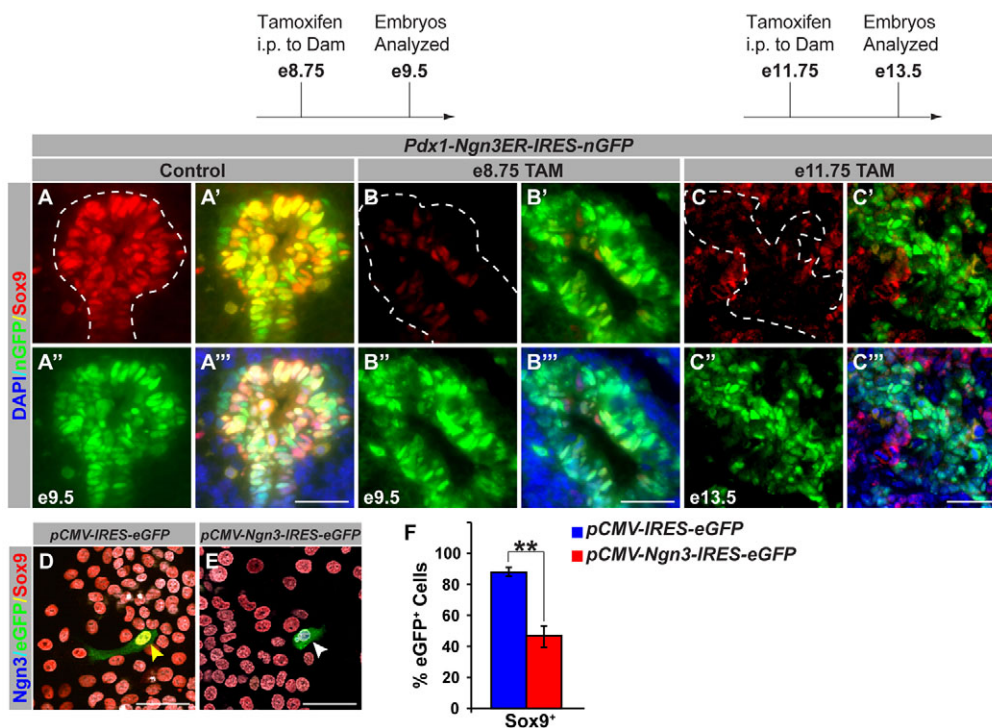 Tamoxifen
i.p. to Dam
e8.75
Embryos
Analyzed
e9.5
Tamoxifen
i.p. to Dam
e11.75
Embryos
Analyzed
e13.5
Pdx1-Ngn3ER-IRES-nGFP
Control
e8.75 TAM
e11.75 TAM
DAPI/nGFP/Sox9
A
A'
B
B'
C
C'
A''
e9.5
A'''
B''
e9.5
B'''
C''
e13.5
C'''
pCMV-IRES-eGFP
pCMV-Ngn3-IRES-eGFP
Ngn3/eGFP/Sox9
D
E
F
pCMV-IRES-eGFP
pCMV-Ngn3-IRES-eGFP
**
% eGFP⁺ Cells
100
80
60
40
20
0
Sox9⁺